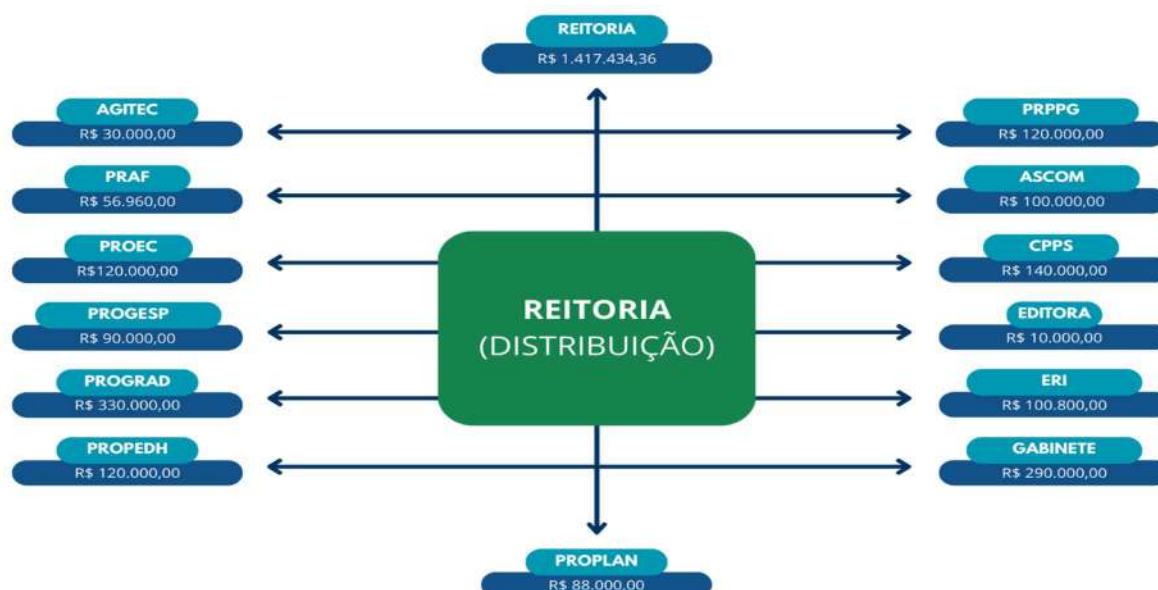 REITORIA
R$ 1.417.434,36
AGITEC
R$ 30.000,00
PRPPG
R$ 120.000,00
PRAF
R$ 56.960,00
ASCOM
R$ 100.000,00
PROEC
R$120.000,00
CPPS
R$ 140.000,00
PROGESP
R$ 90.000,00
REITORIA
(DISTRIBUIÇÃO)
EDITORA
R$ 10.000,00
PROGRAD
R$ 330.000,00
ERI
R$ 100.800,00
PROPEDH
R$ 120.000,00
GABINETE
R$ 290.000,00
PROPLAN
R$ 88.000,00